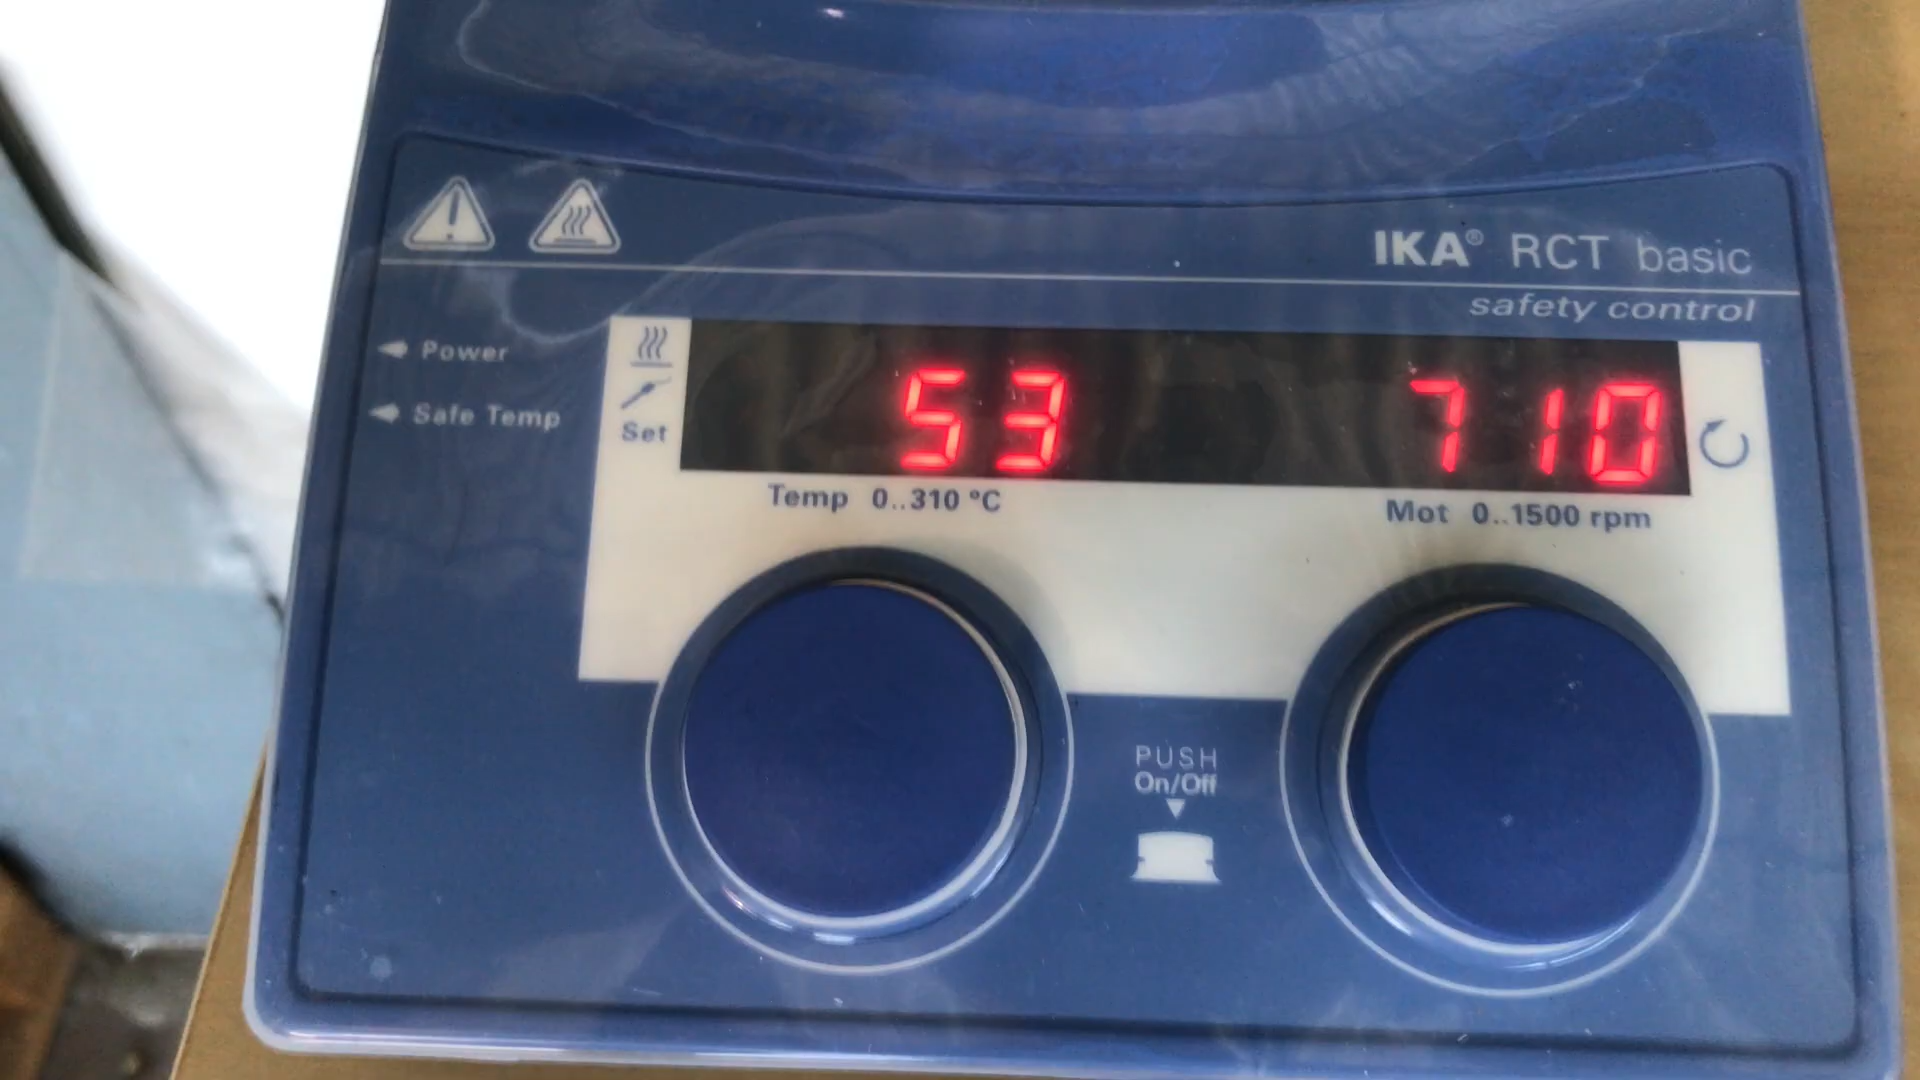 IKA® RCT basic
safety control
Power
Safe Temp
Set
53
710
Temp 0..310 °C
Mot 0..1500 rpm
PUSH
On/Off